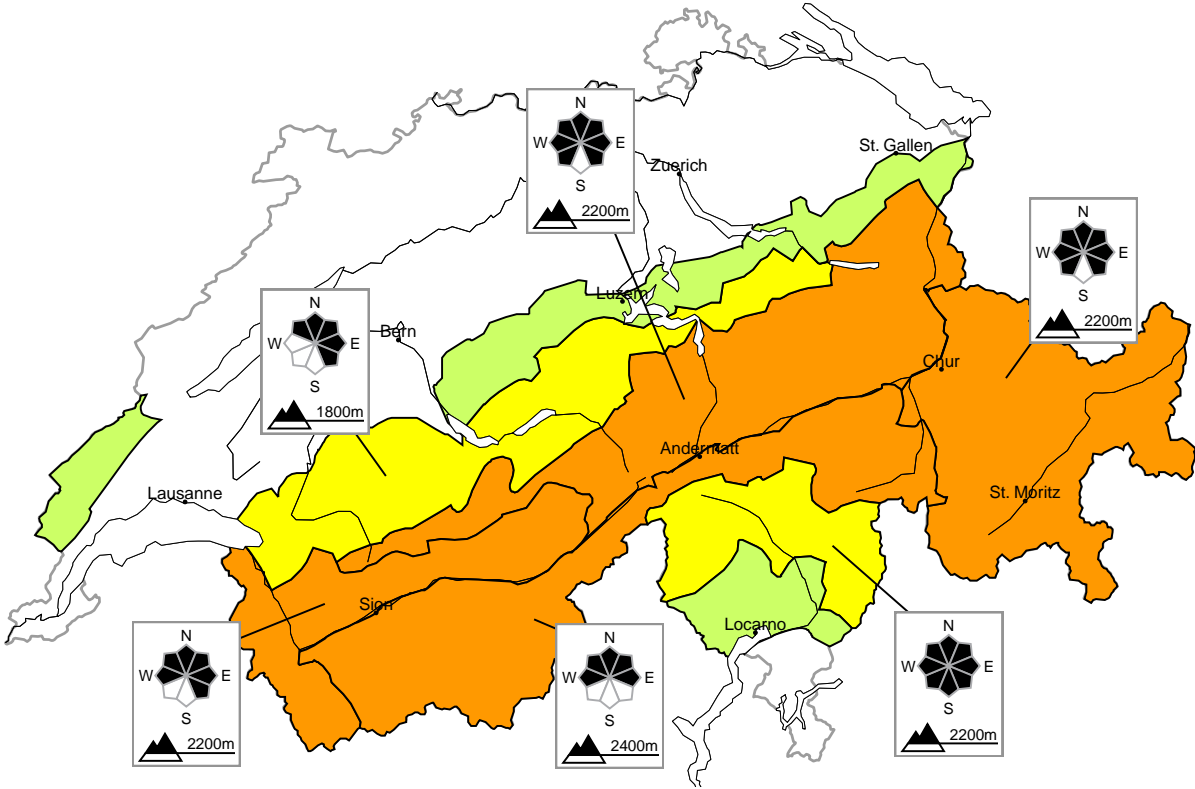 N
W E
S
2200m
Zuerich
St. Gallen
N
W E
S
2200m
Luzern
N
W E
S
1800m
Bern
Chur
Andermatt
Lausanne
St. Moritz
Sion
Locarno
N
W E
S
2200m
N
W E
S
2400m
N
W E
S
2200m